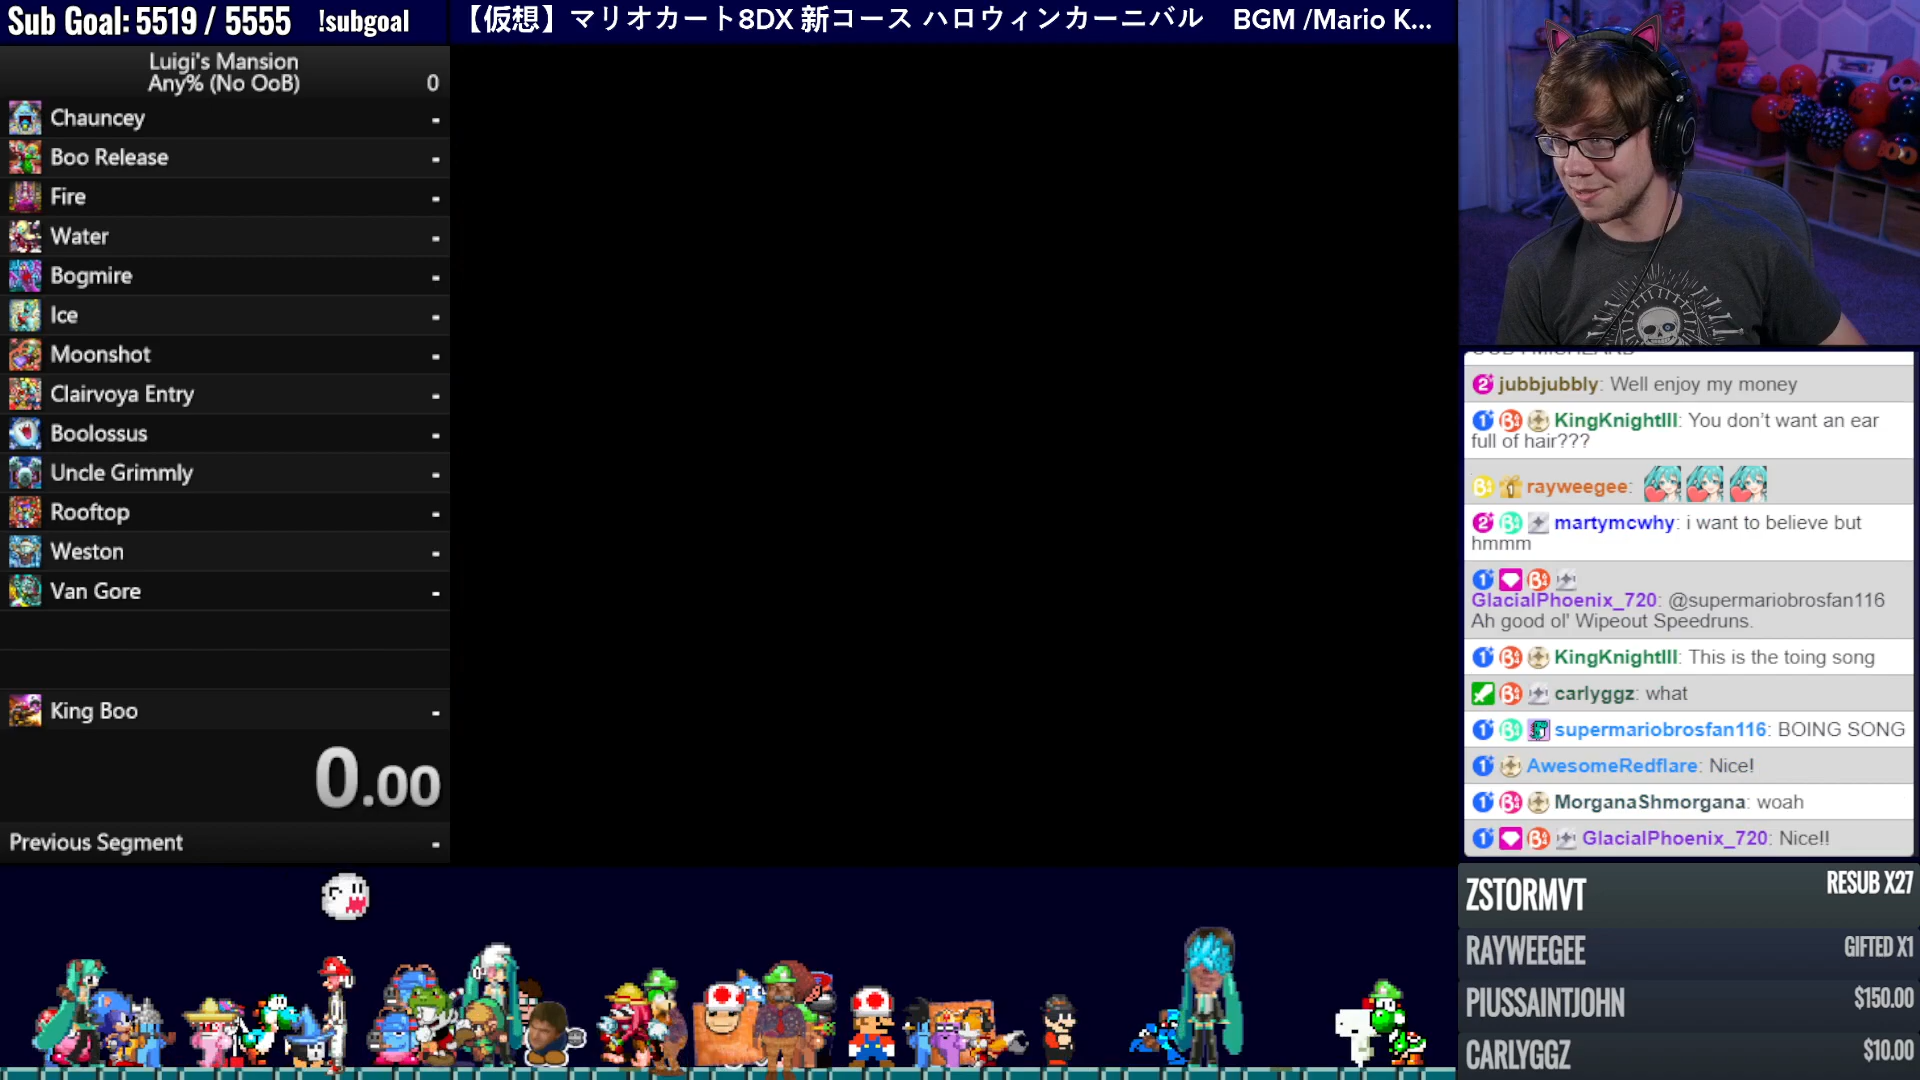 Sub Goal: 5519 / 5555 !subgoal
【仮想】マリオカート8DX 新コース ハロウィンカーニバル BGM /Mario K...
Luigi's Mansion
Any% (No OoB) 0
Chauncey -
Boo Release -
Fire -
Water -
Bogmire -
Ice -
Moonshot -
Clairvoya Entry -
Boolossus -
Uncle Grimmly -
Rooftop -
Weston -
Van Gore -
King Boo -
0.00
Previous Segment -
jubbjubbly: Well enjoy my money
KingKnightIII: You don't want an ear
full of hair???
rayweegee:
martymcwhy: i want to believe but
hmmm
GlacialPhoenix_720: @supermariobrosfan116
Ah good ol' Wipeout Speedruns.
KingKnightIII: This is the toing song
carlyggz: what
supermariobrosfan116: BOING SONG
AwesomeRedflare: Nice!
MorganaShmorgana: woah
GlacialPhoenix_720: Nice!!
ZSTORMVT RESUB X27
RAYWEEGEE GIFTED X1
PIUSSAINTJOHN $150.00
CARLYGGZ $10.00